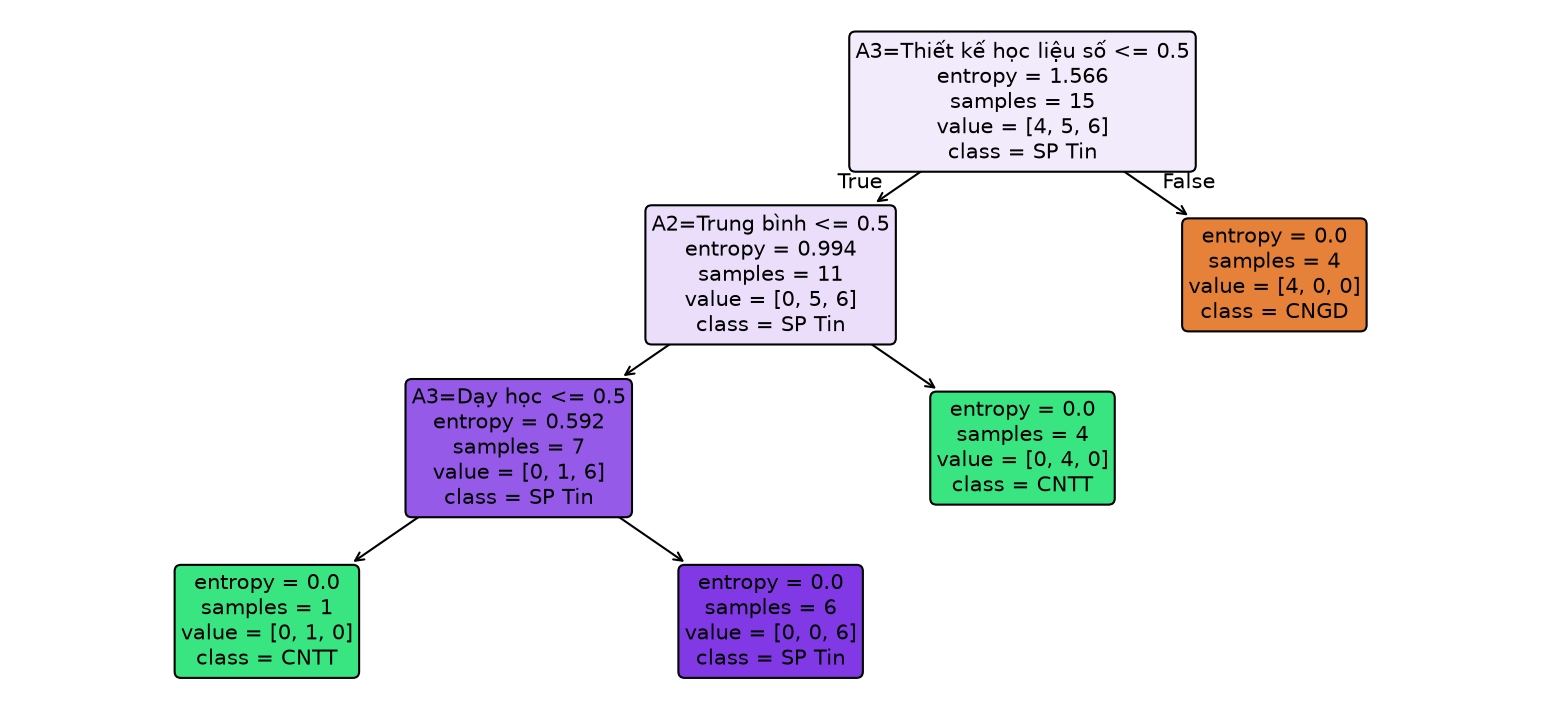 A3=Thiết kế học liệu số <= 0.5
entropy = 1.566
samples = 15
value = [4, 5, 6]
class = SP Tin
True
False
A2=Trung bình <= 0.5
entropy = 0.994
samples = 11
value = [0, 5, 6]
class = SP Tin
entropy = 0.0
samples = 4
value = [4, 0, 0]
class = CNGD
A3=Dạy học <= 0.5
entropy = 0.592
samples = 7
value = [0, 1, 6]
class = SP Tin
entropy = 0.0
samples = 4
value = [0, 4, 0]
class = CNTT
entropy = 0.0
samples = 1
value = [0, 1, 0]
class = CNTT
entropy = 0.0
samples = 6
value = [0, 0, 6]
class = SP Tin